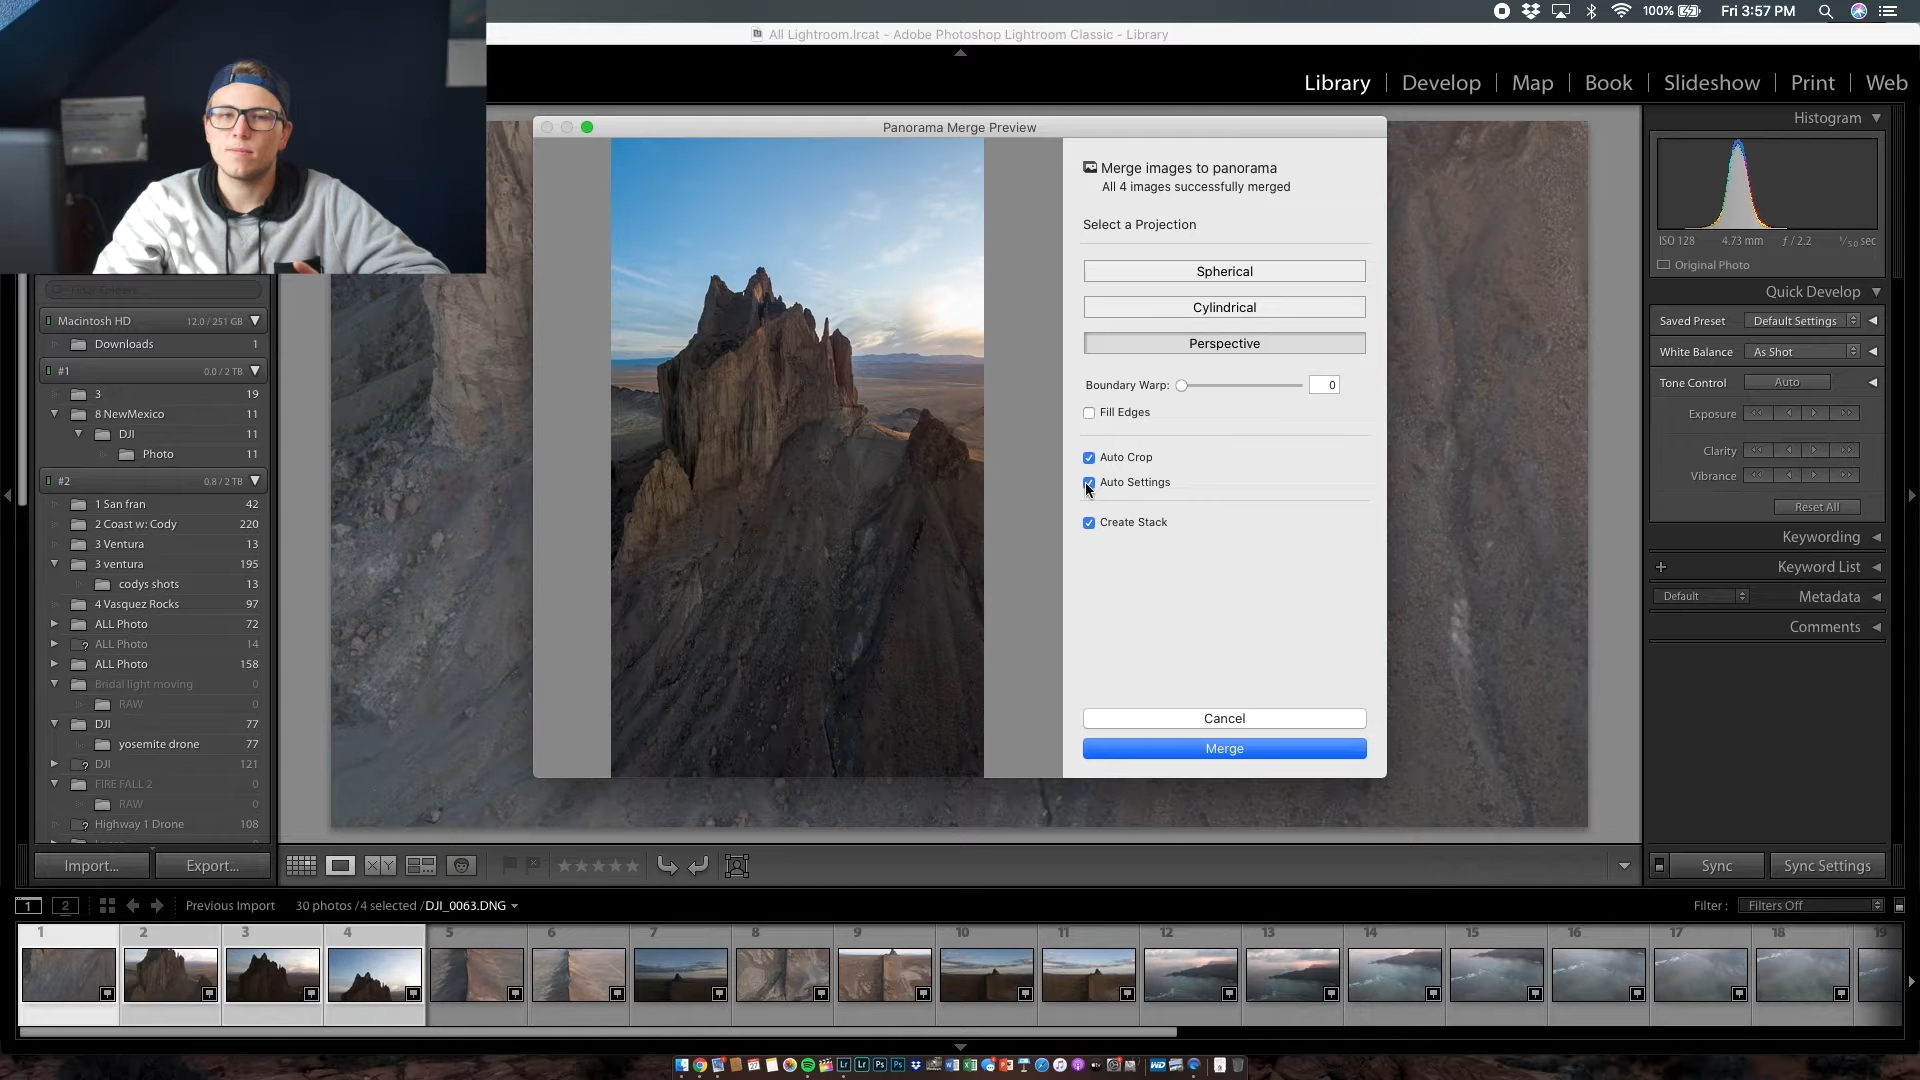 100%
Fri 3:57 PM
All Lightroom.lrcat - Adobe Photoshop Lightroom Classic - Library
Library | Develop | Map | Book | Slideshow | Print | Web
Panorama Merge Preview
Merge images to panorama
All 4 images successfully merged
Select a Projection
Spherical
Cylindrical
Perspective
Boundary Warp: 0
Fill Edges
Auto Crop
Auto Settings
Create Stack
Cancel
Merge
Macintosh HD 12.0 / 251 GB
Downloads 1
#1 0.0 / 2 TB
3 19
8 NewMexico 11
DJI 11
Photo 11
#2 0.8 / 2 TB
1 San fran 42
2 Coast w: Cody 220
3 Ventura 13
3 ventura 195
codys shots 13
4 Vasquez Rocks 97
ALL Photo 72
ALL Photo 14
ALL Photo 158
Bridal light moving 0
RAW 0
DJI 77
yosemite drone 77
DJI 121
FIRE FALL 2 0
RAW 0
Highway 1 Drone 108
Import... Export...
Histogram
ISO 128 4.73 mm ƒ / 2.2 1/50 sec
Original Photo
Quick Develop
Saved Preset Default Settings
White Balance As Shot
Tone Control Auto
Exposure
Clarity
Vibrance
Reset All
Keywording
Keyword List
Default Metadata
Comments
X Y
Sync Sync Settings
1 2 Previous Import 30 photos / 4 selected / DJI_0063.DNG
Filter : Filters Off
1 2 3 4 5 6 7 8 9 10 11 12 13 14 15 16 17 18 19